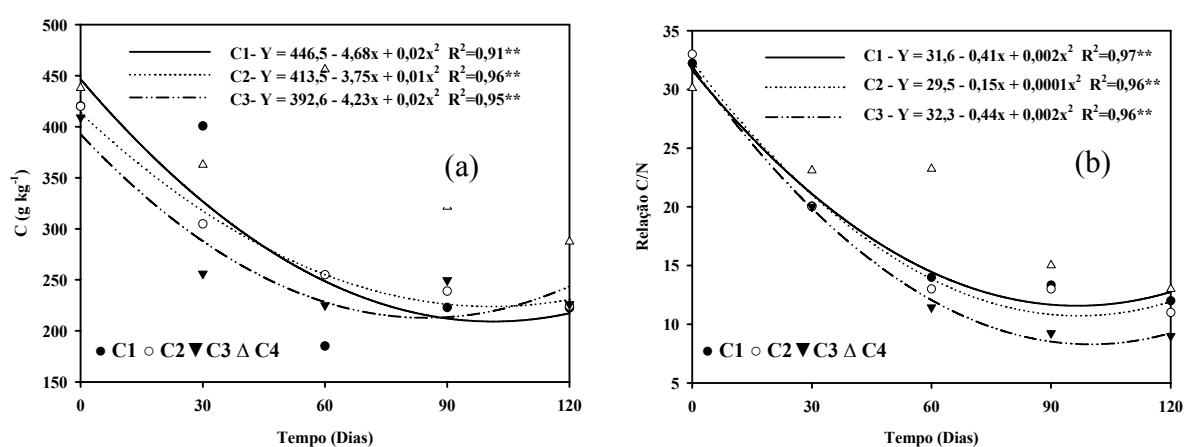 500
450
400
350
300
250
200
150
C (g kg-1)
C1- Y = 446,5 - 4,68x + 0,02x2 R2=0,91**
C2- Y = 413,5 - 3,75x + 0,01x2 R2=0,96**
C3- Y = 392,6 - 4,23x + 0,02x2 R2=0,95**
(a)
C1 C2 C3 C4
0 30 60 90 120
Tempo (Dias)
35
30
25
20
15
10
5
Relação C/N
C1 - Y = 31,6 - 0,41x + 0,002x2 R2=0,97**
C2 - Y = 29,5 - 0,15x + 0,0001x2 R2=0,96**
C3 - Y = 32,3 - 0,44x + 0,002x2 R2=0,96**
(b)
C1 C2 C3 C4
0 30 60 90 120
Tempo (Dias)